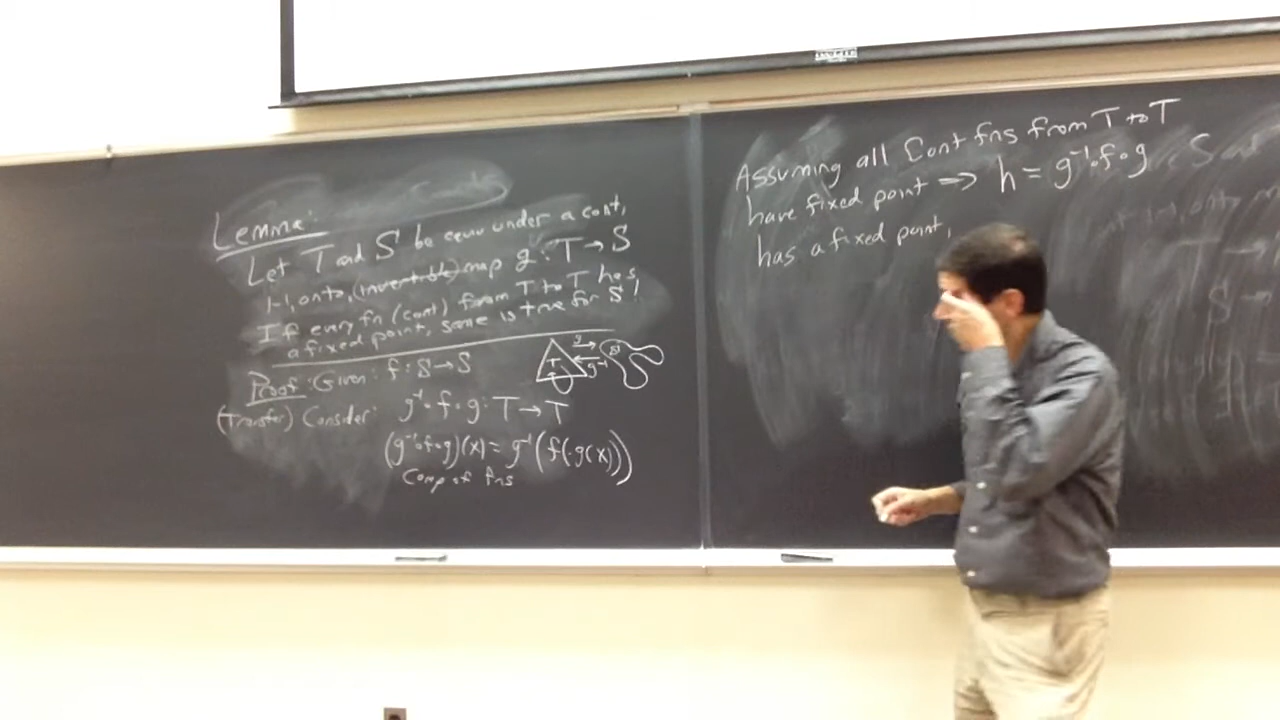 Lemma:
Let T and S be equiv under a cont,
1-1, onto, (invertible) map g: T → S
If every fn (cont) from T to T has
a fixed point, same is true for S!
Proof: Given: f: S → S
(Transfer) Consider: g⁻¹∘f∘g: T → T
(g⁻¹∘f∘g)(x) = g⁻¹(f(g(x)))
Comp of fns
T g g⁻¹ S
Assuming all Cont fns from T to T
have fixed point ⇒ h = g⁻¹∘f∘g
has a fixed point,